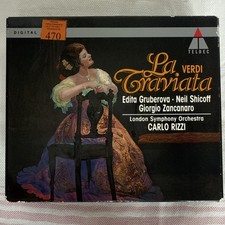 DIGITAL
470
TELDEC
La
VERDI
Traviata
Edita Gruberova · Neil Shicoff
Giorgio Zancanaro
London Symphony Orchestra
CARLO RIZZI